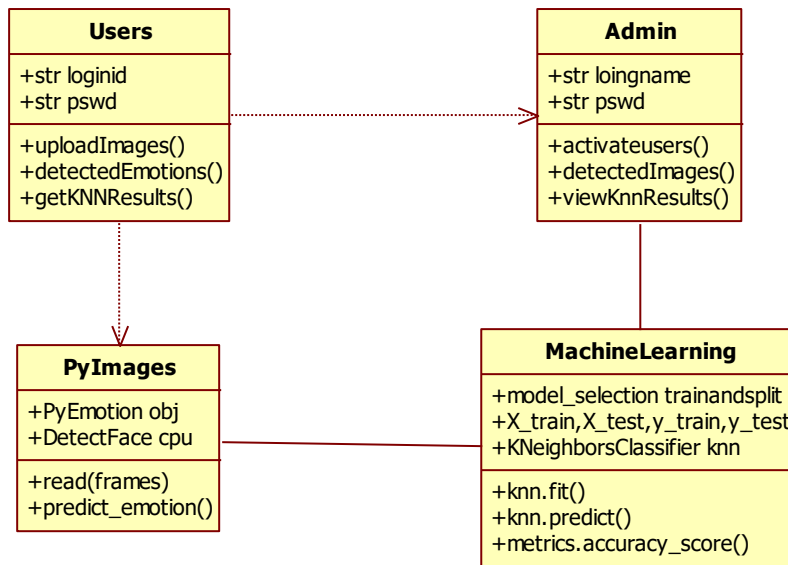 Users
+str loginid
+str pswd
+uploadImages()
+detectedEmotions()
+getKNNResults()
Admin
+str loingname
+str pswd
+activateusers()
+detectedImages()
+viewKnnResults()
PyImages
+PyEmotion obj
+DetectFace cpu
+read(frames)
+predict_emotion()
MachineLearning
+model_selection trainandsplit
+X_train,X_test,y_train,y_test
+KNeighborsClassifier knn
+knn.fit()
+knn.predict()
+metrics.accuracy_score()